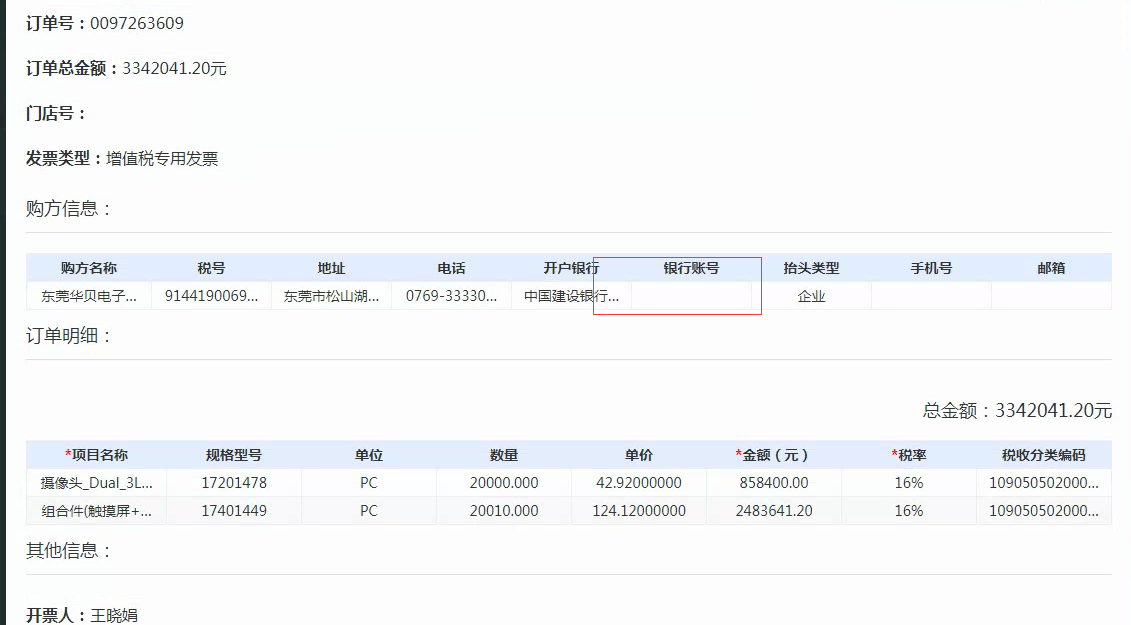 订单号：0097263609
订单总金额：3342041.20元
门店号：
发票类型：增值税专用发票
购方信息：
购方名称 税号 地址 电话 开户银行 银行账号 抬头类型 手机号 邮箱
东莞华贝电子... 9144190069... 东莞市松山湖... 0769-33330... 中国建设银行... 企业
订单明细：
总金额：3342041.20元
*项目名称 规格型号 单位 数量 单价 *金额（元） *税率 税收分类编码
摄像头_Dual_3L... 17201478 PC 20000.000 42.92000000 858400.00 16% 109050502000...
组合件(触摸屏+... 17401449 PC 20010.000 124.12000000 2483641.20 16% 109050502000...
其他信息：
开票人：王晓娟